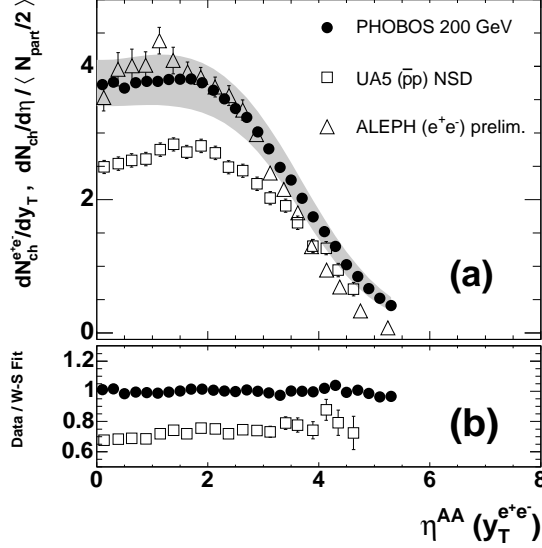 dN_ch^{e+e-}/dy_T , dN_ch/dη / ⟨ N_part/2 ⟩
4
2
0
PHOBOS 200 GeV
UA5 (p̄p) NSD
ALEPH (e⁺e⁻) prelim.
(a)
Data / W-S Fit
1.2
1
0.8
0.6
(b)
0 2 4 6 8
η^{AA} (y_T^{e+e-})